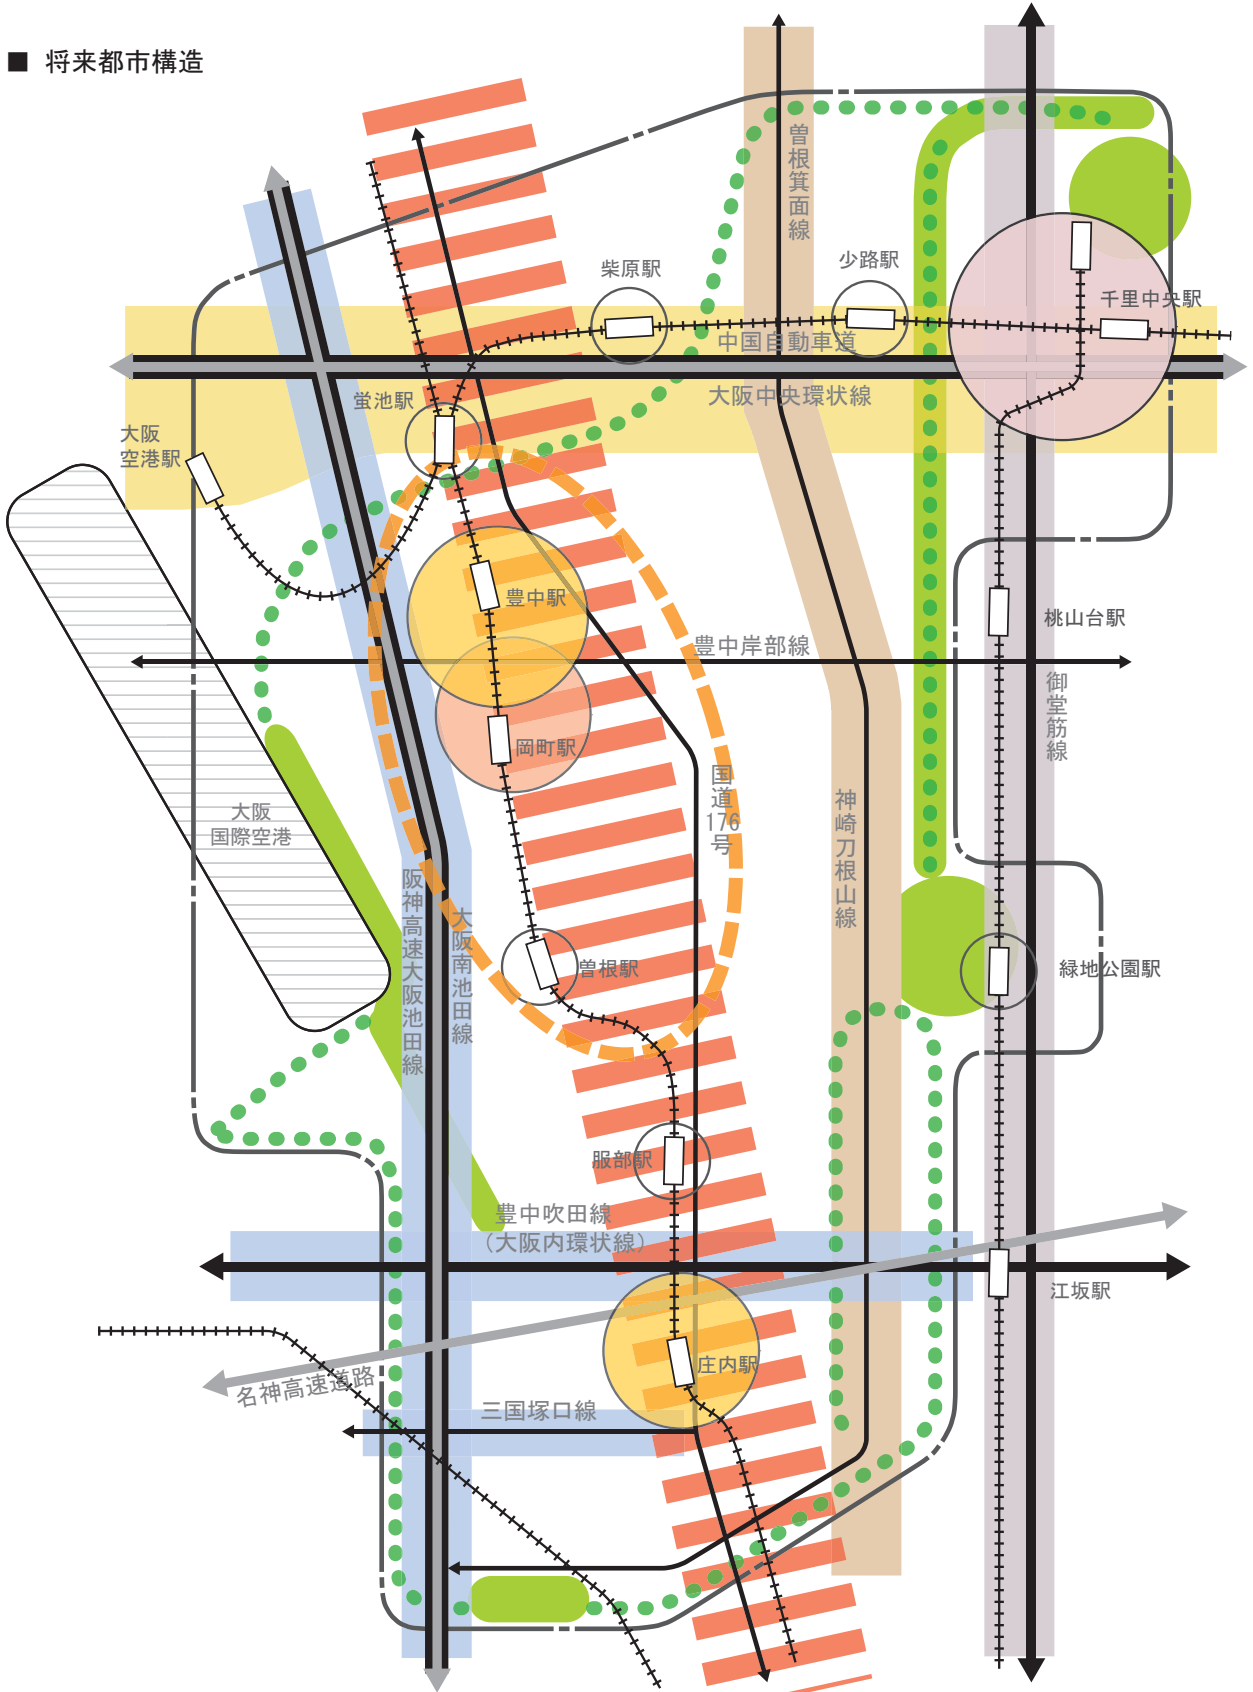 ■ 将来都市構造
曽根箕面線
柴原駅
少路駅
千里中央駅
中国自動車道
大阪中央環状線
蛍池駅
大阪
空港駅
豊中駅
桃山台駅
豊中岸部線
御堂筋線
岡町駅
国道176号
神崎刀根山線
大阪
国際空港
阪神高速大阪池田線
大阪南池田線
曽根駅
緑地公園駅
服部駅
豊中吹田線
（大阪内環状線）
江坂駅
庄内駅
名神高速道路
三国塚口線